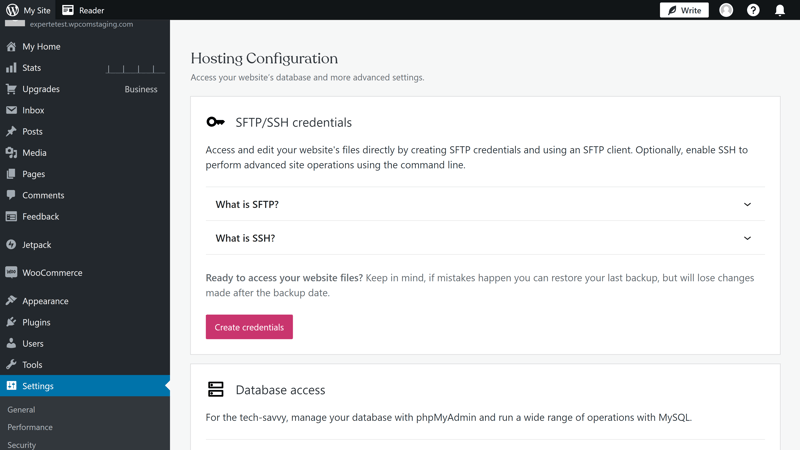 My Site
Reader
Write
expertetest.wpcomstaging.com
My Home
Stats
Upgrades Business
Inbox
Posts
Media
Pages
Comments
Feedback
Jetpack
WooCommerce
Appearance
Plugins
Users
Tools
Settings
General
Performance
Security
Hosting Configuration
Access your website's database and more advanced settings.
SFTP/SSH credentials
Access and edit your website's files directly by creating SFTP credentials and using an SFTP client. Optionally, enable SSH to
perform advanced site operations using the command line.
What is SFTP?
What is SSH?
Ready to access your website files? Keep in mind, if mistakes happen you can restore your last backup, but will lose changes
made after the backup date.
Create credentials
Database access
For the tech-savvy, manage your database with phpMyAdmin and run a wide range of operations with MySQL.